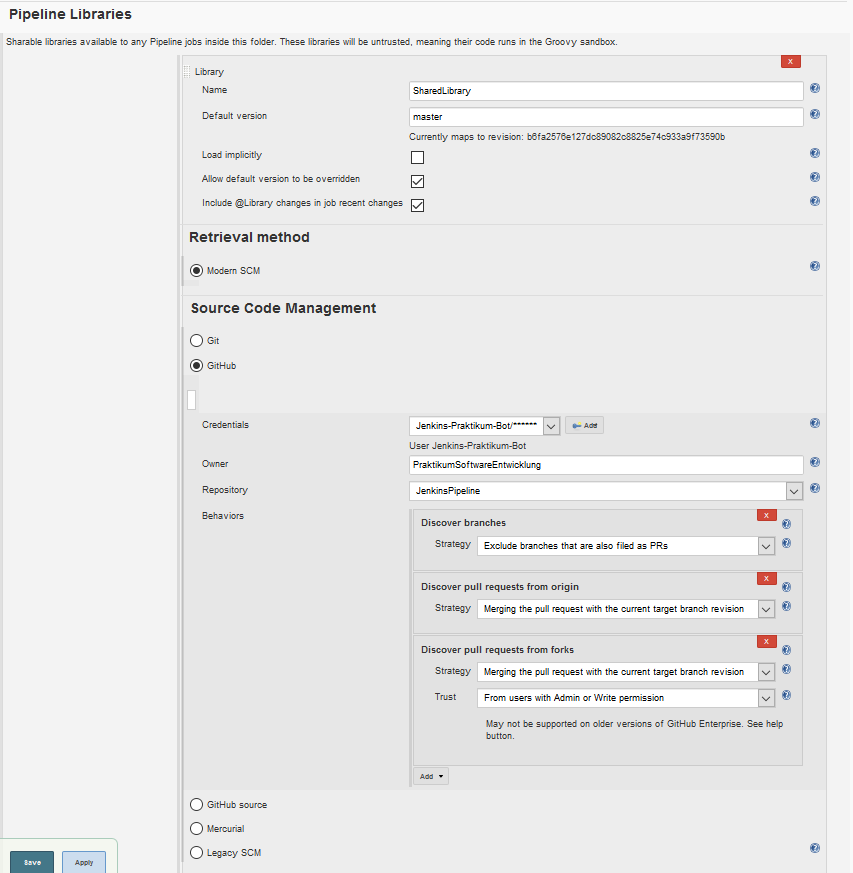 Pipeline Libraries
Sharable libraries available to any Pipeline jobs inside this folder. These libraries will be untrusted, meaning their code runs in the Groovy sandbox.
X
Library
Name SharedLibrary
Default version master
Currently maps to revision: b6fa2576e127dc89082c8825e74c933a9f73590b
Load implicitly
Allow default version to be overridden
Include @Library changes in job recent changes
Retrieval method
Modern SCM
Source Code Management
Git
GitHub
Credentials Jenkins-Praktikum-Bot/****** Add
User Jenkins-Praktikum-Bot
Owner PraktikumSoftwareEntwicklung
Repository JenkinsPipeline
Behaviors
X
Discover branches
Strategy Exclude branches that are also filed as PRs
X
Discover pull requests from origin
Strategy Merging the pull request with the current target branch revision
X
Discover pull requests from forks
Strategy Merging the pull request with the current target branch revision
Trust From users with Admin or Write permission
May not be supported on older versions of GitHub Enterprise. See help
button.
Add
GitHub source
Mercurial
Legacy SCM
Save Apply